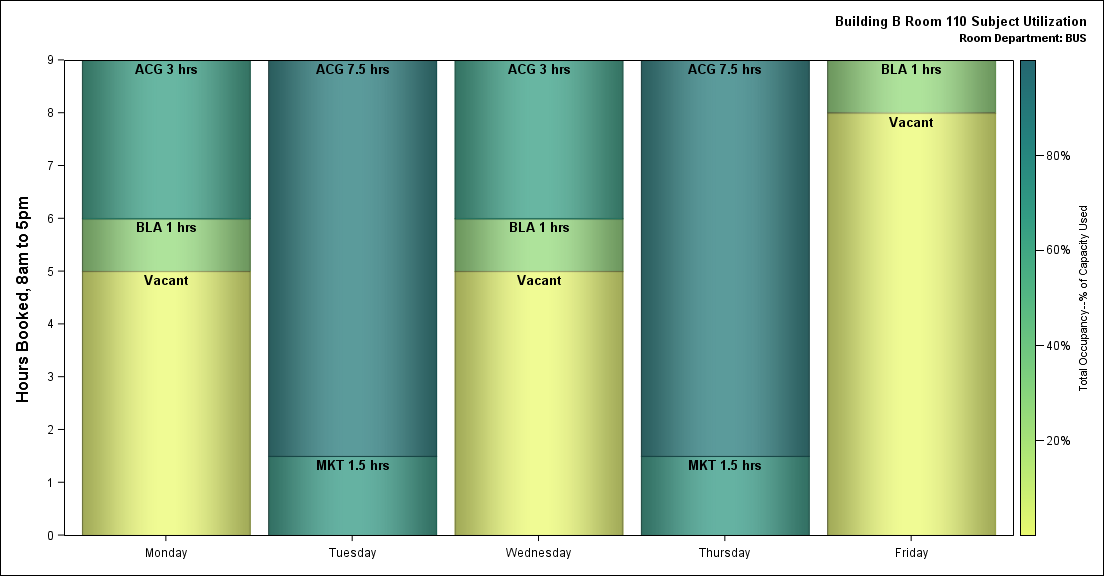 Building B Room 110 Subject Utilization
Room Department: BUS
Hours Booked, 8am to 5pm
9
8
7
6
5
4
3
2
1
0
ACG 3 hrs
BLA 1 hrs
Vacant
ACG 7.5 hrs
MKT 1.5 hrs
ACG 3 hrs
BLA 1 hrs
Vacant
ACG 7.5 hrs
MKT 1.5 hrs
BLA 1 hrs
Vacant
Monday
Tuesday
Wednesday
Thursday
Friday
80%
60%
40%
20%
Total Occupancy--% of Capacity Used